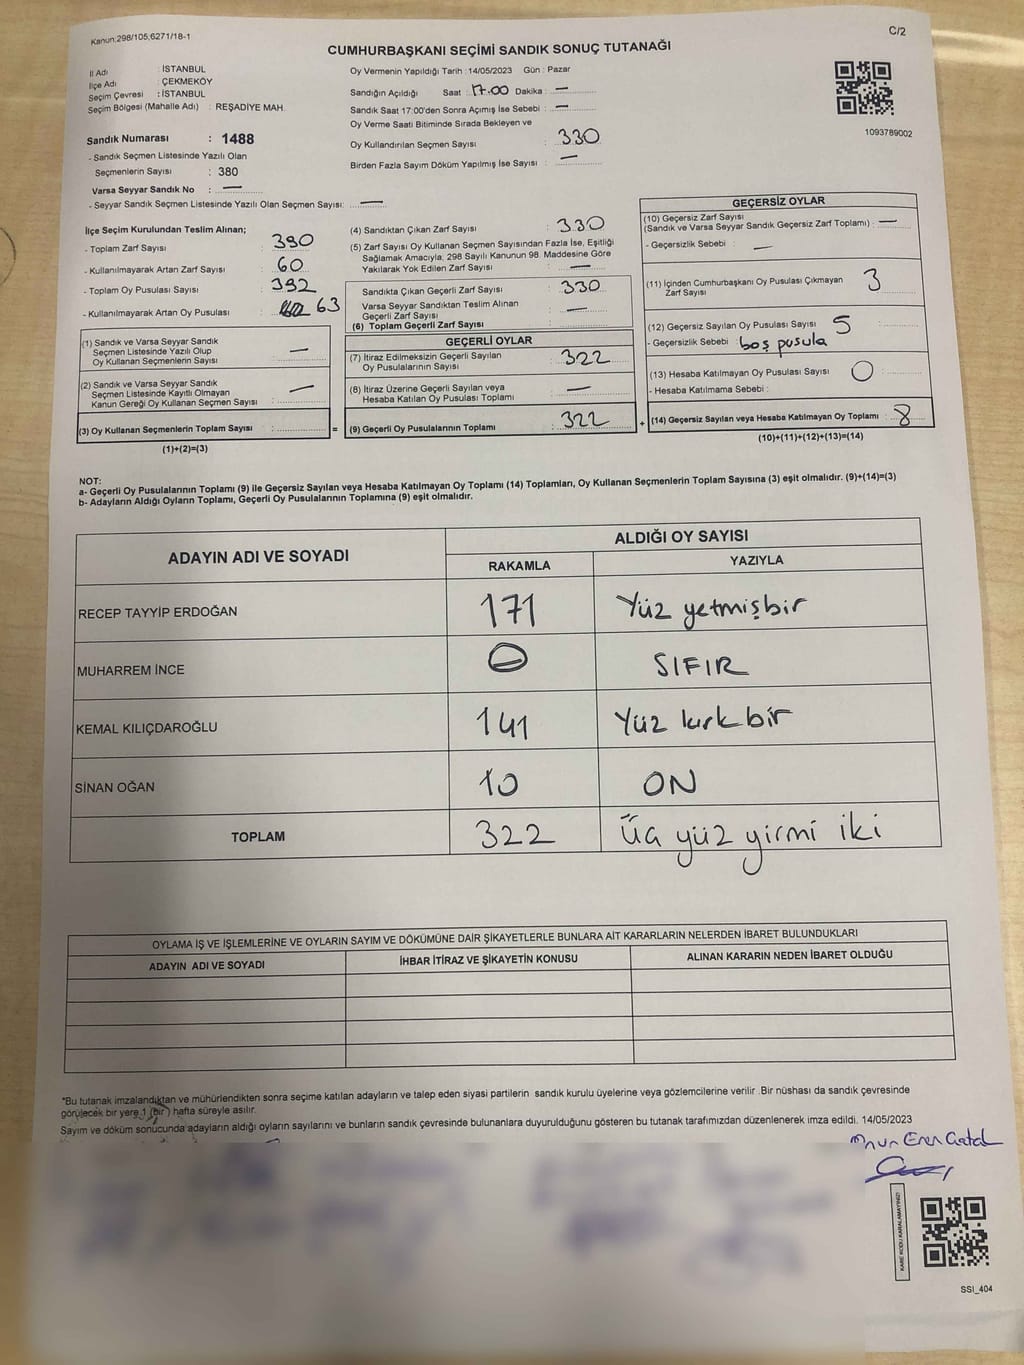 Kanun.298/105,6271/18-1
C/2
CUMHURBAŞKANI SEÇİMİ SANDIK SONUÇ TUTANAĞI
İl Adı : İSTANBUL
İlçe Adı : ÇEKMEKÖY
Seçim Çevresi : İSTANBUL
Seçim Bölgesi (Mahalle Adı) : REŞADİYE MAH.
Sandık Numarası : 1488
- Sandık Seçmen Listesinde Yazılı Olan
Seçmenlerin Sayısı : 380
Varsa Seyyar Sandık No : —
- Seyyar Sandık Seçmen Listesinde Yazılı Olan Seçmen Sayısı: —
Oy Vermenin Yapıldığı Tarih : 14/05/2023 Gün : Pazar
Sandığın Açıldığı Saat : 17.00 Dakika : —
Sandık Saat 17:00'den Sonra Açımış İse Sebebi : —
Oy Verme Saati Bitiminde Sırada Bekleyen ve
Oy Kullandırılan Seçmen Sayısı : 330
Birden Fazla Sayım Döküm Yapılmış İse Sayısı : —
1093789002
İlçe Seçim Kurulundan Teslim Alınan;
- Toplam Zarf Sayısı : 390
- Kullanılmayarak Artan Zarf Sayısı : 60
- Toplam Oy Pusulası Sayısı : 392
- Kullanılmayarak Artan Oy Pusulası : 63
(4) Sandıktan Çıkan Zarf Sayısı : 330
(5) Zarf Sayısı Oy Kullanan Seçmen Sayısından Fazla İse, Eşitliği
Sağlamak Amacıyla; 298 Sayılı Kanunun 98. Maddesine Göre
Yakılarak Yok Edilen Zarf Sayısı : —
Sandıkta Çıkan Geçerli Zarf Sayısı : 330
Varsa Seyyar Sandıktan Teslim Alınan
Geçerli Zarf Sayısı : —
(6) Toplam Geçerli Zarf Sayısı :
GEÇERSİZ OYLAR
(10) Geçersiz Zarf Sayısı
(Sandık ve Varsa Seyyar Sandık Geçersiz Zarf Toplamı) : —
- Geçersizlik Sebebi : —
(11) İçinden Cumhurbaşkanı Oy Pusulası Çıkmayan
Zarf Sayısı : 3
(12) Geçersiz Sayılan Oy Pusulası Sayısı : 5
- Geçersizlik Sebebi : boş pusula
(13) Hesaba Katılmayan Oy Pusulası Sayısı : 0
- Hesaba Katılmama Sebebi :
(14) Geçersiz Sayılan veya Hesaba Katılmayan Oy Toplamı : 8
(10)+(11)+(12)+(13)=(14)
(1) Sandık ve Varsa Seyyar Sandık
Seçmen Listesinde Yazılı Olup
Oy Kullanan Seçmenlerin Sayısı : —
(2) Sandık ve Varsa Seyyar Sandık
Seçmen Listesinde Kayıtlı Olmayan
Kanun Gereği Oy Kullanan Seçmen Sayısı : —
(3) Oy Kullanan Seçmenlerin Toplam Sayısı :
(1)+(2)=(3)
=
GEÇERLİ OYLAR
(7) İtiraz Edilmeksizin Geçerli Sayılan
Oy Pusulalarının Sayısı : 322
(8) İtiraz Üzerine Geçerli Sayılan veya
Hesaba Katılan Oy Pusulası Toplamı : —
(9) Geçerli Oy Pusulalarının Toplamı : 322
+
NOT:
a- Geçerli Oy Pusulalarının Toplamı (9) ile Geçersiz Sayılan veya Hesaba Katılmayan Oy Toplamı (14) Toplamları, Oy Kullanan Seçmenlerin Toplam Sayısına (3) eşit olmalıdır. (9)+(14)=(3)
b- Adayların Aldığı Oyların Toplamı, Geçerli Oy Pusulalarının Toplamına (9) eşit olmalıdır.
ADAYIN ADI VE SOYADI
ALDIĞI OY SAYISI
RAKAMLA YAZIYLA
RECEP TAYYİP ERDOĞAN 171 Yüz yetmişbir
MUHARREM İNCE 0 SIFIR
KEMAL KILIÇDAROĞLU 141 Yüz kırkbir
SİNAN OĞAN 10 ON
TOPLAM 322 Üç yüz yirmi iki
OYLAMA İŞ VE İŞLEMLERİNE VE OYLARIN SAYIM VE DÖKÜMÜNE DAİR ŞİKAYETLERLE BUNLARA AİT KARARLARIN NELERDEN İBARET BULUNDUKLARI
ADAYIN ADI VE SOYADI İHBAR İTİRAZ VE ŞİKAYETİN KONUSU ALINAN KARARIN NEDEN İBARET OLDUĞU
*Bu tutanak imzalandıktan ve mühürlendikten sonra seçime katılan adayların ve talep eden siyasi partilerin sandık kurulu üyelerine veya gözlemcilerine verilir .Bir nüshası da sandık çevresinde
görülecek bir yere 1 (bir ) hafta süreyle asılır.
Sayım ve döküm sonucunda adayların aldığı oyların sayılarını ve bunların sandık çevresinde bulunanlara duyurulduğunu gösteren bu tutanak tarafımızdan düzenlenerek imza edildi. 14/05/2023
KARE KODU KARALAMAYINIZ!
SSI_404